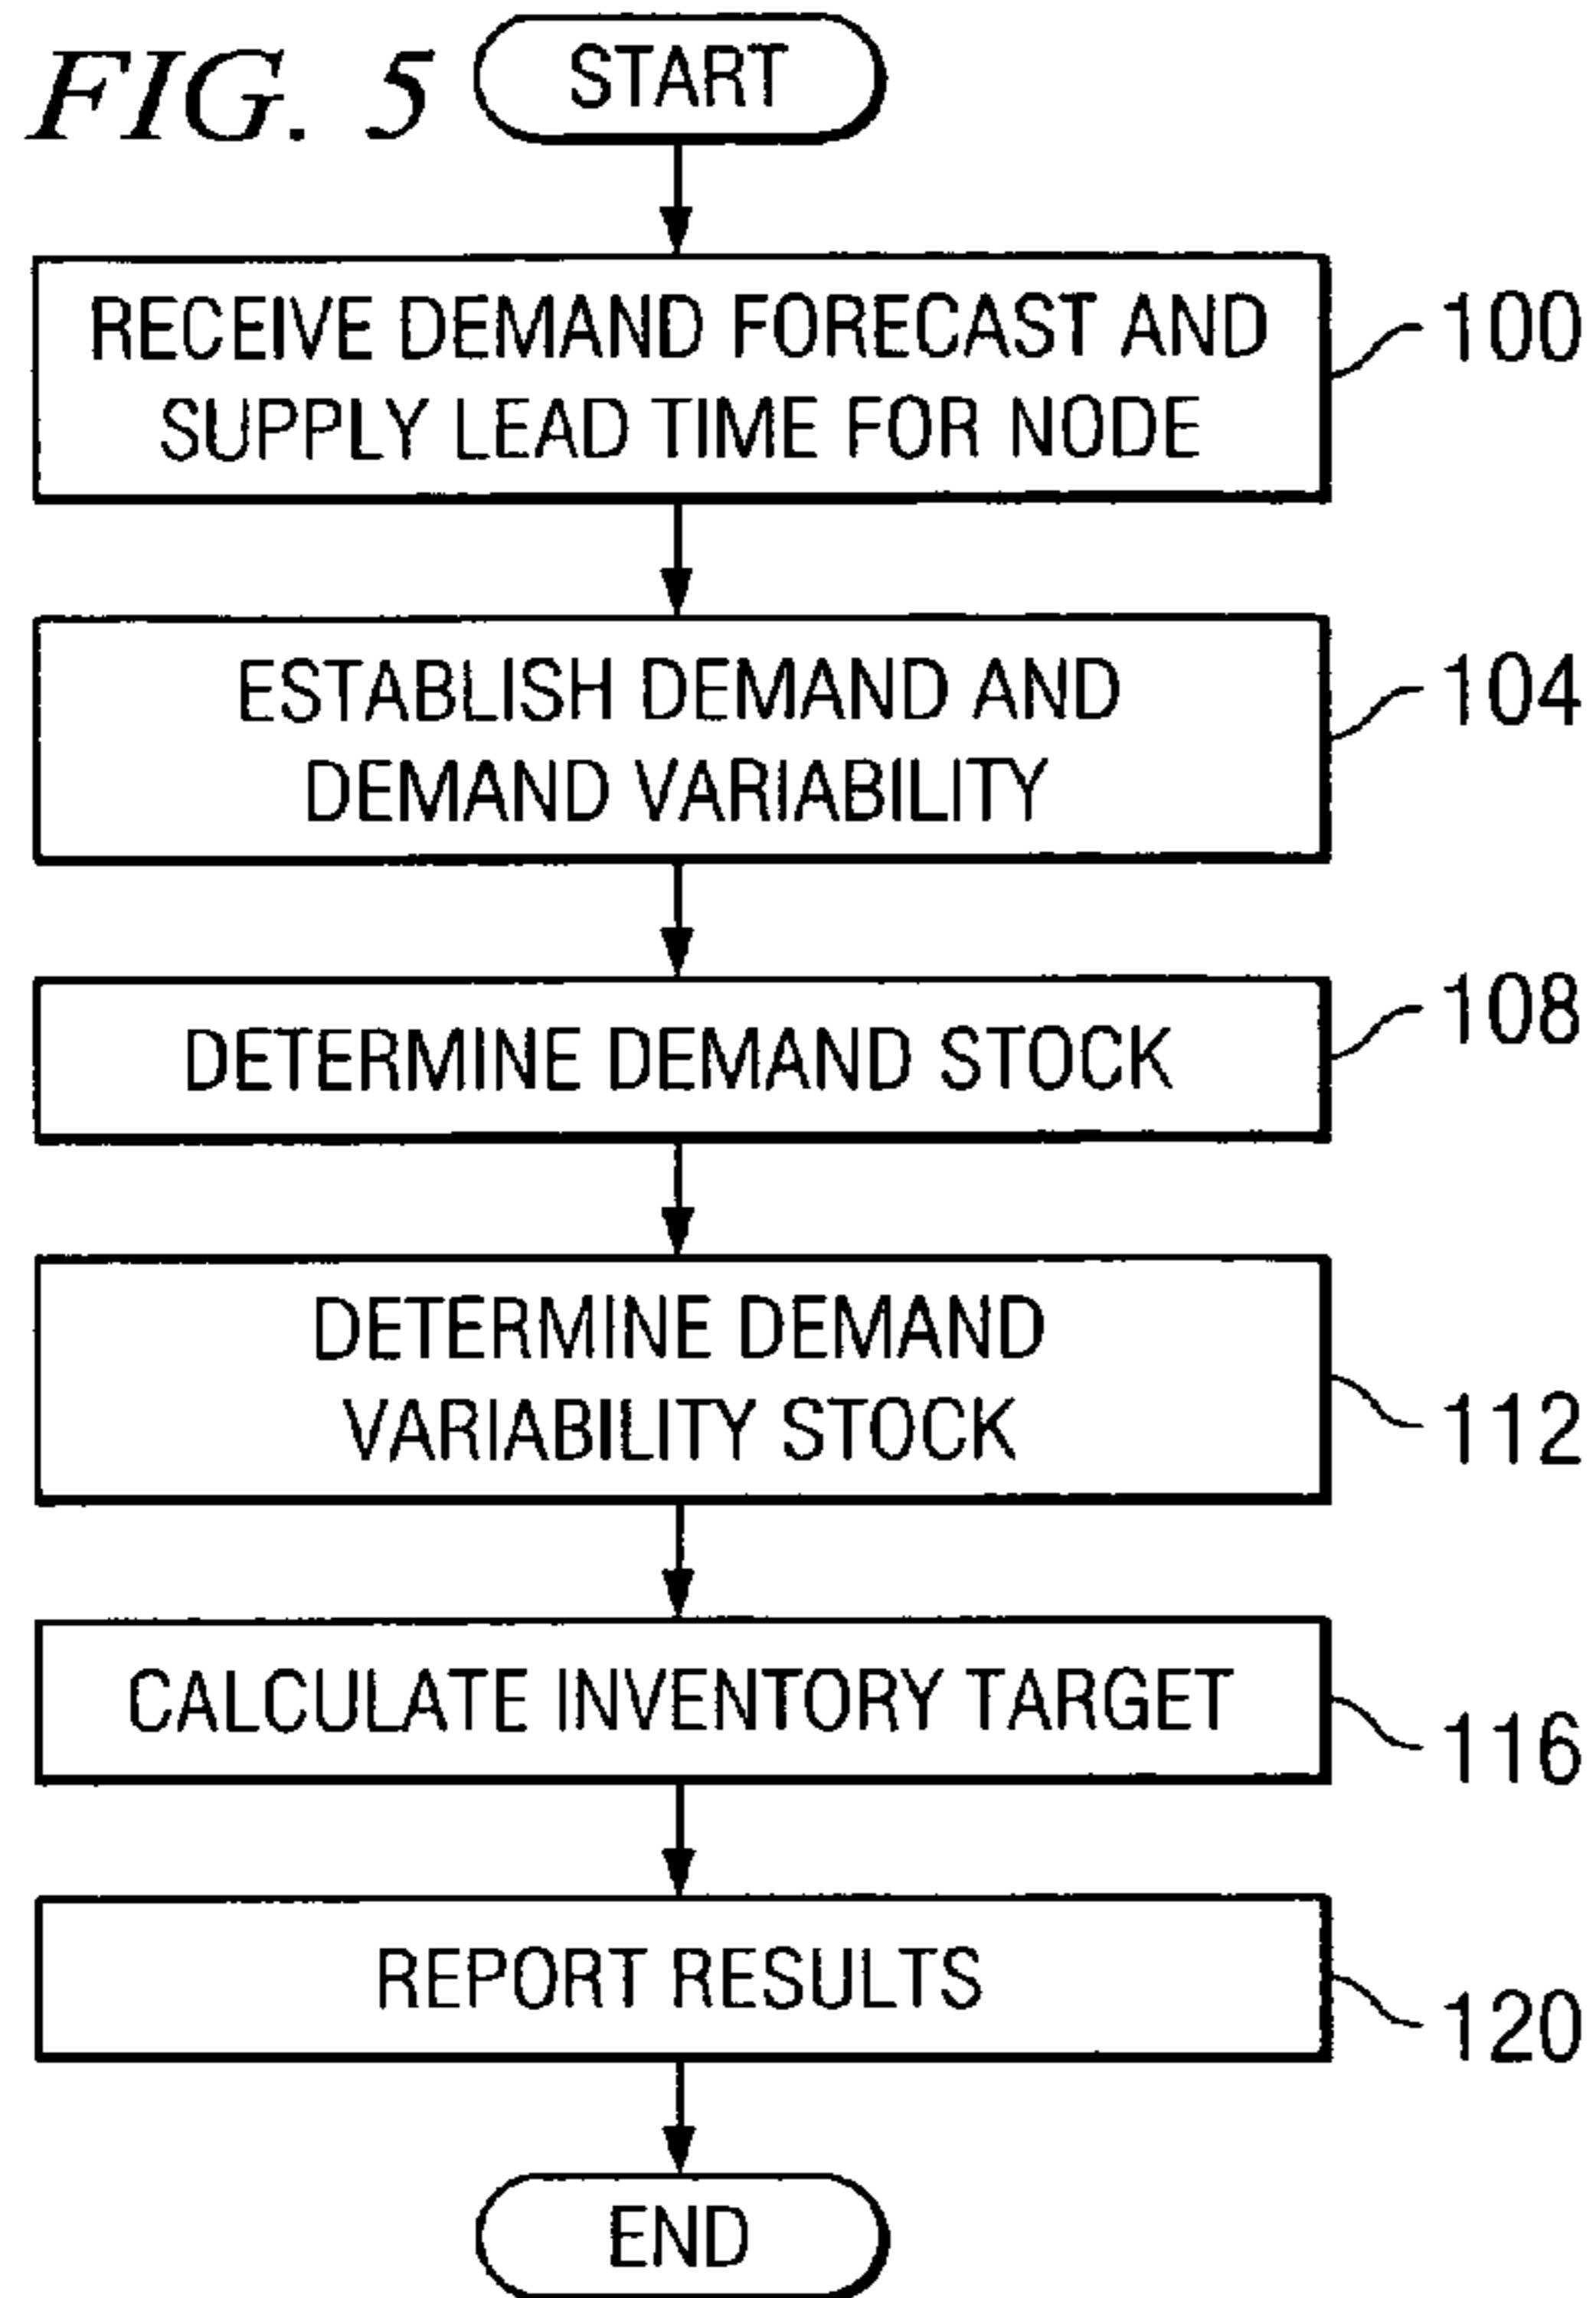 FIG. 5
START
RECEIVE DEMAND FORECAST AND
SUPPLY LEAD TIME FOR NODE
100
ESTABLISH DEMAND AND
DEMAND VARIABILITY
104
DETERMINE DEMAND STOCK
108
DETERMINE DEMAND
VARIABILITY STOCK
112
CALCULATE INVENTORY TARGET
116
REPORT RESULTS
120
END